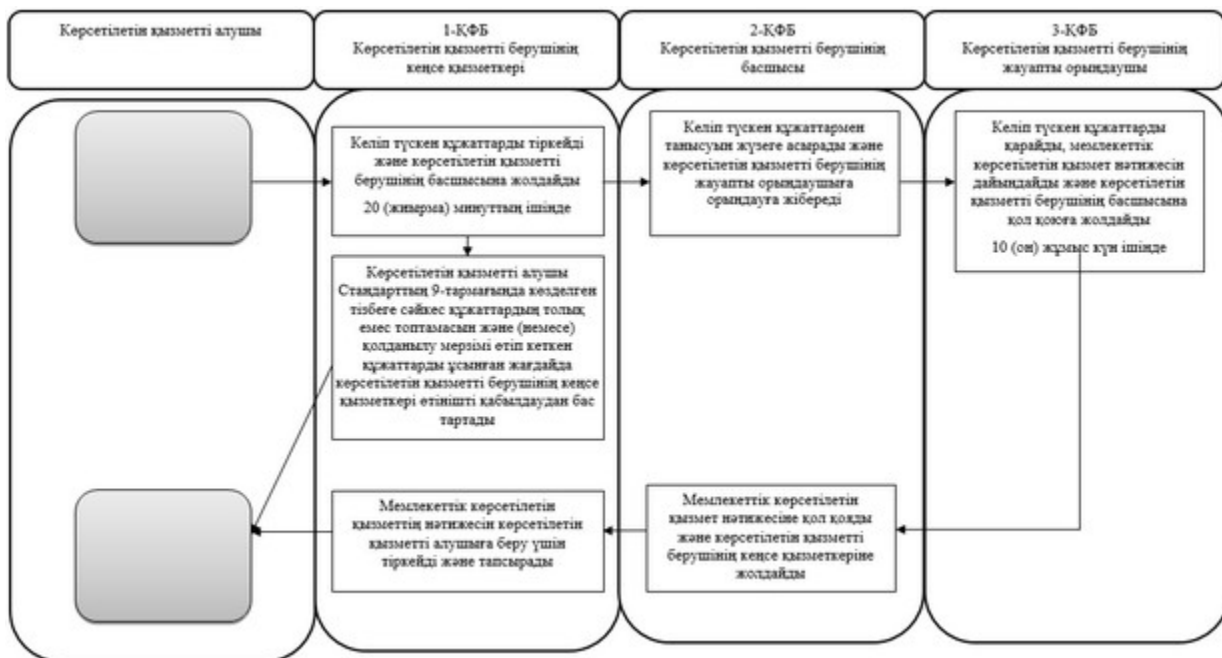 Көрсетілетін қызметті алушы
1-ҚФБ
Көрсетілетін қызметті берушінің
кеңсе қызметкері
2-ҚФБ
Көрсетілетін қызметті берушінің
басшысы
3-ҚФБ
Көрсетілетін қызметті берушінің
жауапты орындаушы
Келіп түскен құжаттарды тіркейді
және көрсетілетін қызметті
берушінің басшысына жолдайды
20 (жиырма) минуттың ішінде
Келіп түскен құжаттармен
танысуын жүзеге асырады және
көрсетілетін қызметті берушінің
жауапты орындаушыға
орындауға жібереді
Келіп түскен құжаттарды
қарайды, мемлекеттік
көрсетілетін қызмет нәтижесін
дайындайды және көрсетілетін
қызметті берушінің басшысына
қол қоюға жолдайды
10 (он) жұмыс күн ішінде
Көрсетілетін қызметті алушы
Стандарттың 9-тармағында көзделген
тізбеге сәйкес құжаттардың толық
емес топтамасын және (немесе)
қолданылу мерзімі өтіп кеткен
құжаттарды ұсынған жағдайда
көрсетілетін қызметті берушінің кеңсе
қызметкері өтінішті қабылдаудан бас
тартады
Мемлекеттік көрсетілетін
қызметтің нәтижесін көрсетілетін
қызметті алушыға беру үшін
тіркейді және тапсырады
Мемлекеттік көрсетілетін
қызмет нәтижесіне қол қояды
және көрсетілетін қызметті
берушінің кеңсе қызметкеріне
жолдайды